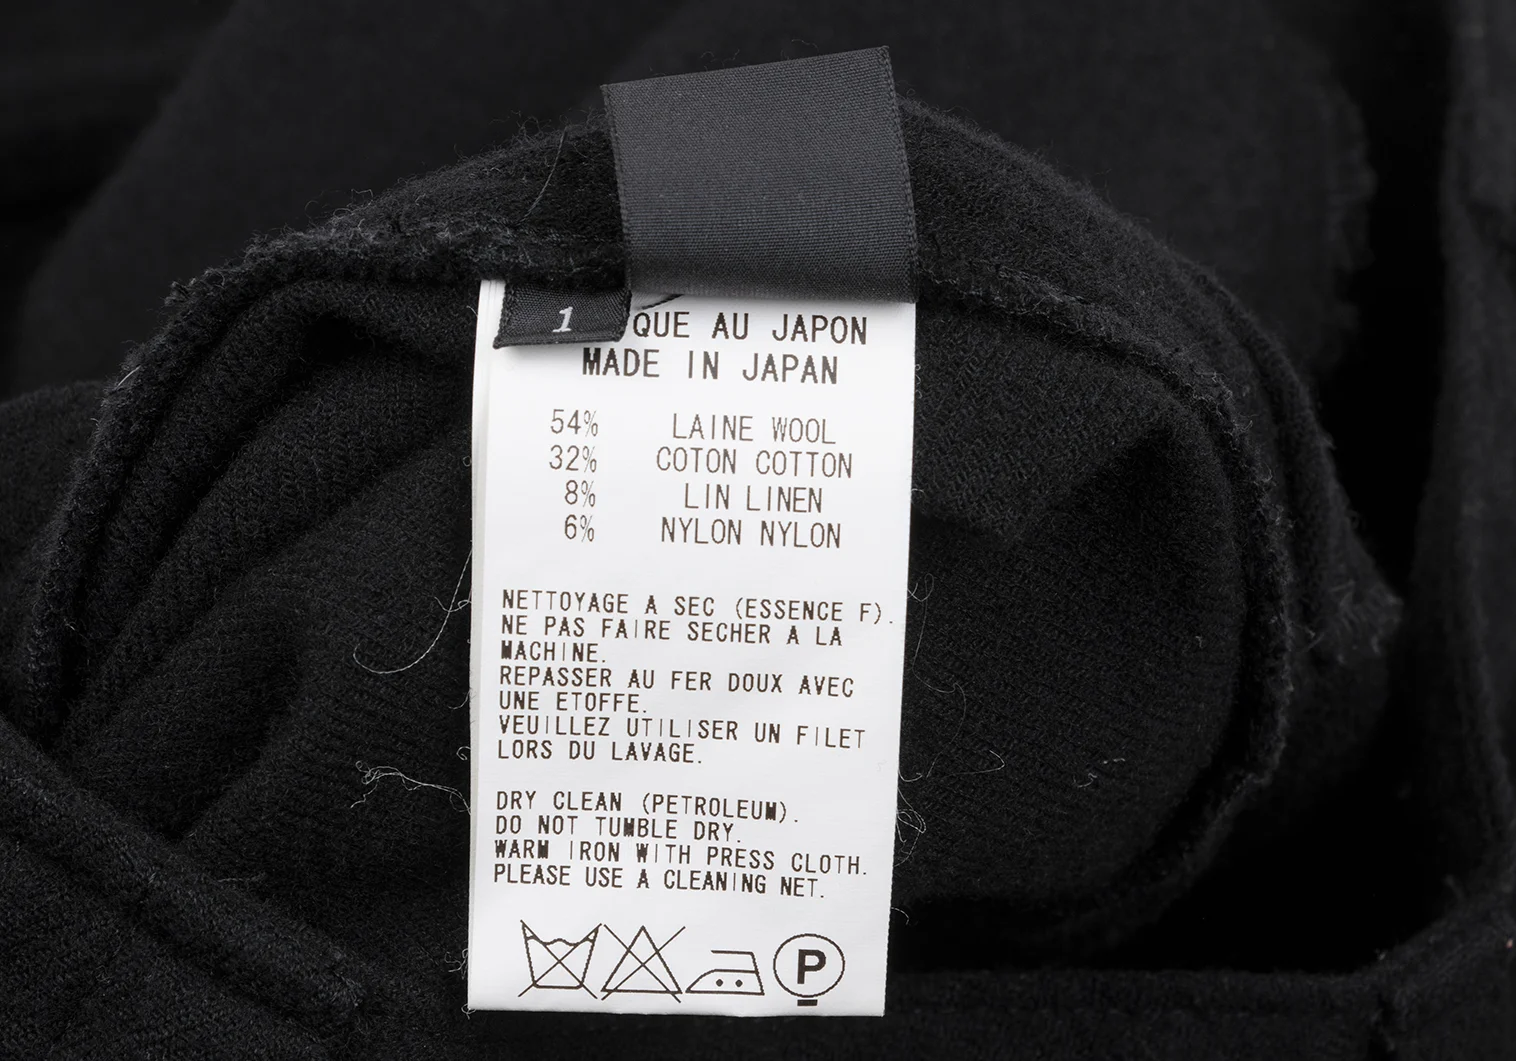 1
QUE AU JAPON
MADE IN JAPAN
54% LAINE WOOL
32% COTON COTTON
8% LIN LINEN
6% NYLON NYLON
NETTOYAGE A SEC (ESSENCE F).
NE PAS FAIRE SECHER A LA
MACHINE.
REPASSER AU FER DOUX AVEC
UNE ETOFFE.
VEUILLEZ UTILISER UN FILET
LORS DU LAVAGE.
DRY CLEAN (PETROLEUM).
DO NOT TUMBLE DRY.
WARM IRON WITH PRESS CLOTH.
PLEASE USE A CLEANING NET.
P